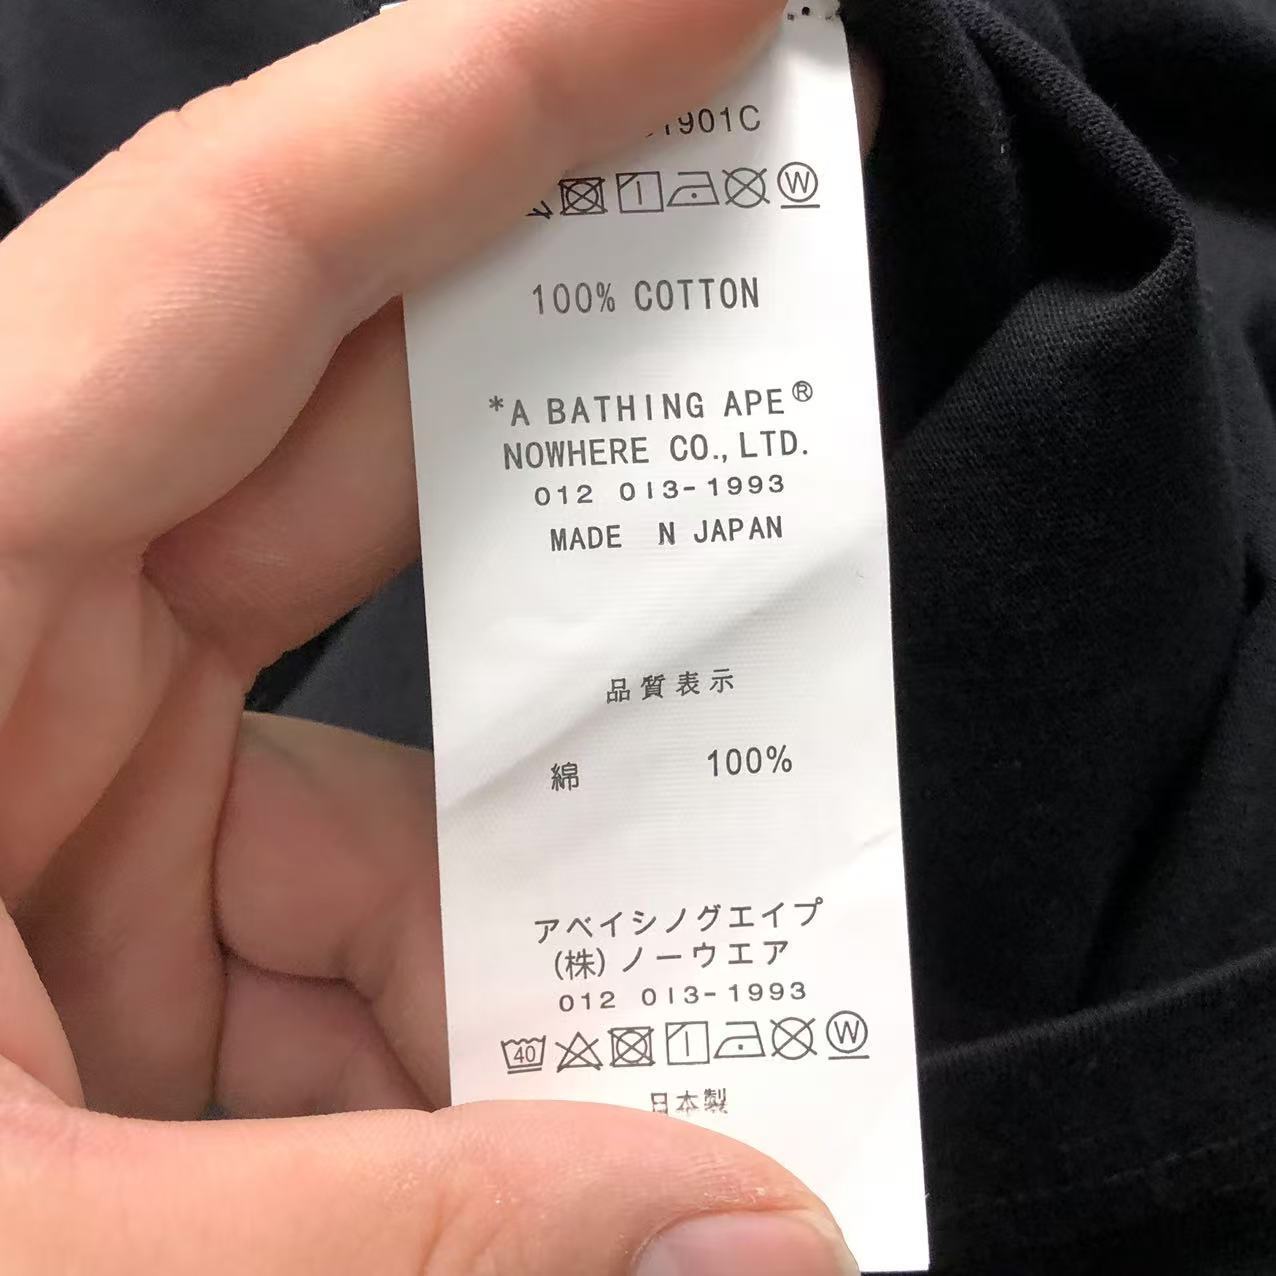 1901C
100% COTTON
*A BATHING APE®
NOWHERE CO., LTD.
012 013-1993
MADE N JAPAN
品質表示
綿 100%
アベイシノグエイプ
(株)ノーウエア
012 013-1993
40 W
日本製